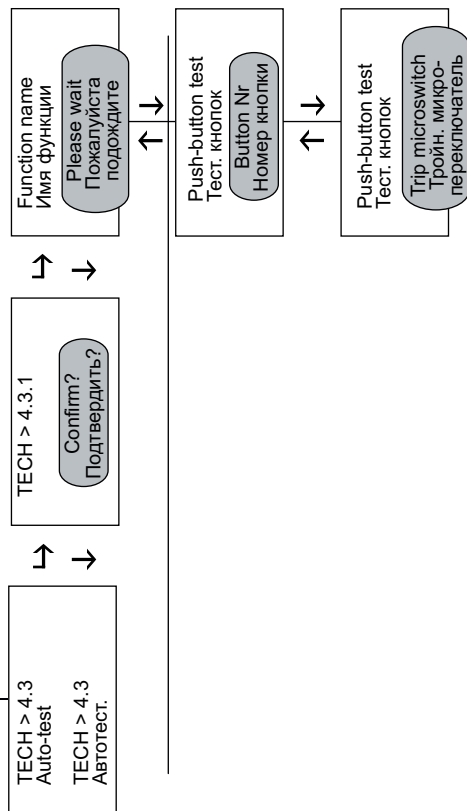 TECH > 4.3
Auto-test
TECH > 4.3
Автотест.
TECH > 4.3.1
Confirm?
Подтвердить?
Function name
Имя функции
Please wait
Пожалуйста
подождите
Push-button test
Тест. кнопок
Button Nr
Номер кнопки
Push-button test
Тест. кнопок
Trip microswitch
Тройн. микро-
переключатель